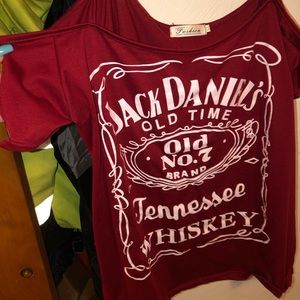 Fashion
JACK DANIEL'S
OLD TIME
Old
No.7
BRAND
Tennessee
WHISKEY